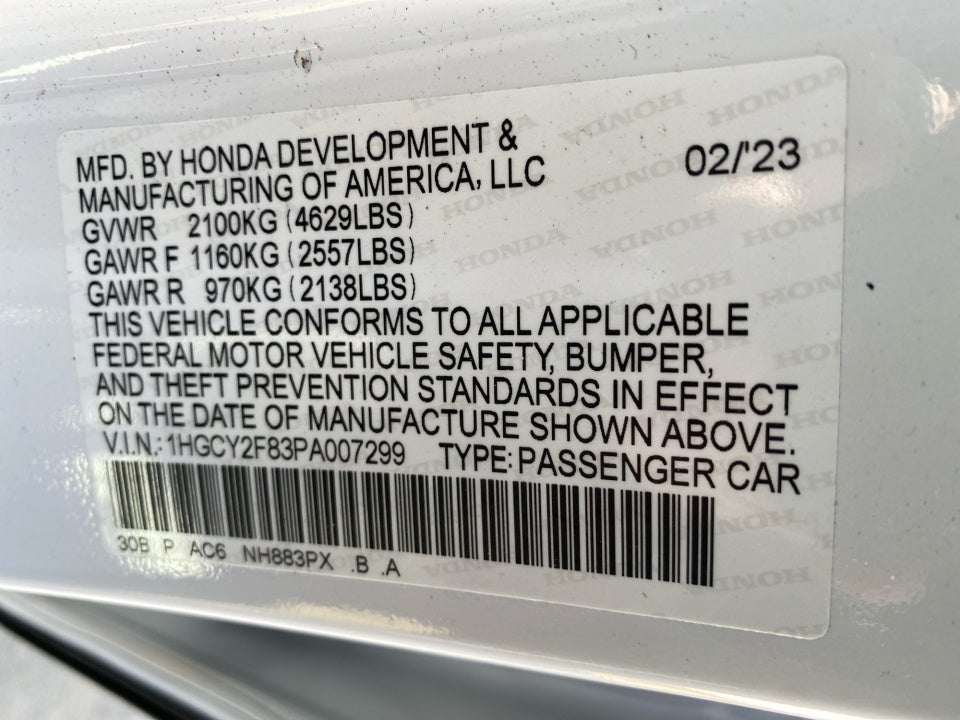 MFD. BY HONDA DEVELOPMENT & 
MANUFACTURING OF AMERICA, LLC 02/'23
GVWR 2100KG (4629LBS)
GAWR F 1160KG (2557LBS)
GAWR R 970KG (2138LBS)
THIS VEHICLE CONFORMS TO ALL APPLICABLE
FEDERAL MOTOR VEHICLE SAFETY, BUMPER,
AND THEFT PREVENTION STANDARDS IN EFFECT
ON THE DATE OF MANUFACTURE SHOWN ABOVE.
V.I.N.: 1HGCY2F83PA007299 TYPE: PASSENGER CAR
30B P AC6 NH883PX .B .A